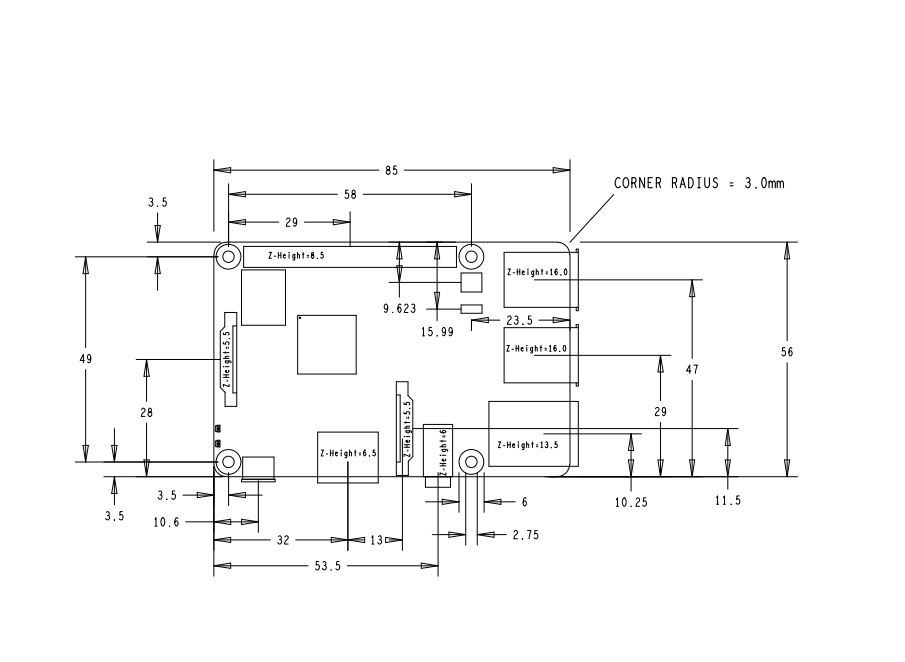 85
CORNER RADIUS = 3.0mm
58
3.5
29
Z-Height=8.5
Z-Height=16.0
9.623
23.5
15.99
Z-Height=5.5
Z-Height=16.0
56
49
47
28
29
Z-Height=5.5
Z-Height=6.5
Z-Height=6
Z-Height=13.5
3.5
6
10.25
11.5
3.5
10.6
2.75
32
13
53.5